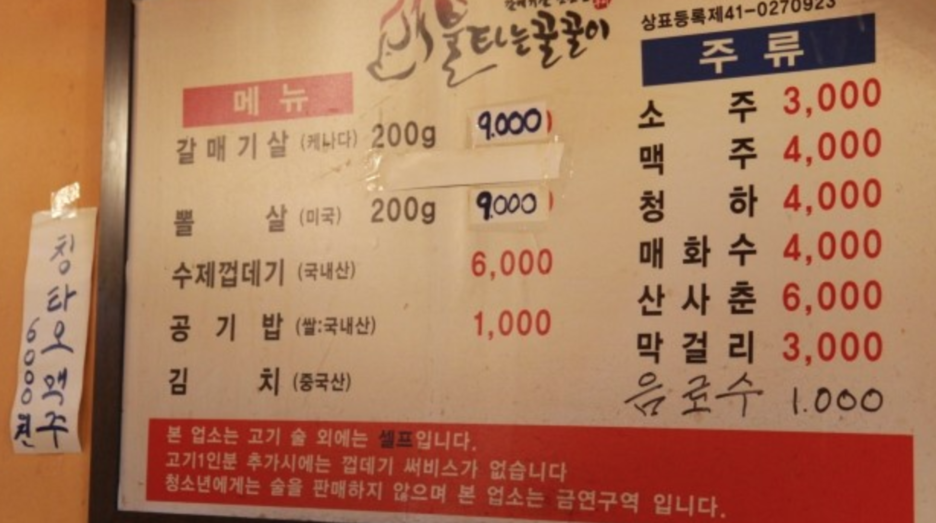 불타는꿀꿀이
상표등록제41-0270923
메뉴
갈매기살 (케나다) 200g 9.000
뽈살 (미국) 200g 9.000
수제껍데기 (국내산) 6,000
공기밥 (쌀:국내산) 1,000
김치 (중국산)
주류
소주 3,000
맥주 4,000
청하 4,000
매화수 4,000
산사춘 6,000
막걸리 3,000
음료수 1.000
본 업소는 고기 술 외에는 셀프입니다.
고기1인분 추가시에는 껍데기 써비스가 없습니다
청소년에게는 술을 판매하지 않으며 본 업소는 금연구역 입니다.
칭타오맥주
6000원